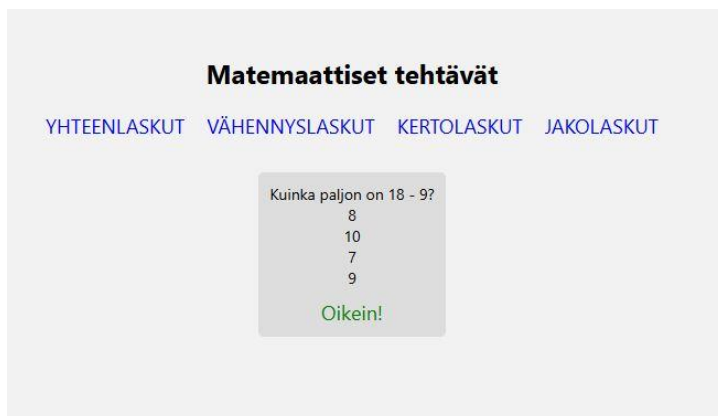 Matemaattiset tehtävät
YHTEENLASKUT VÄHENNYSLASKUT KERTOLASKUT JAKOLASKUT
Kuinka paljon on 18 - 9?
8
10
7
9
Oikein!